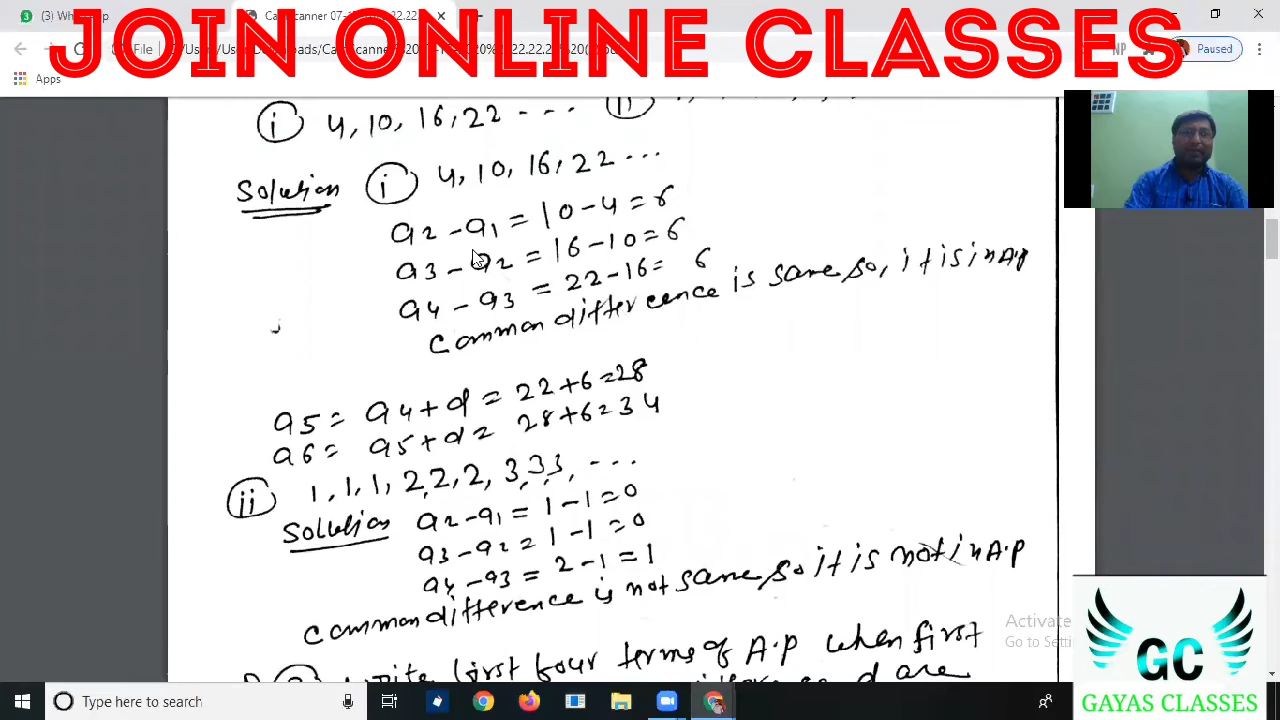 JOIN ONLINE CLASSES
Paused
Apps
i 4, 10, 16, 22 ---
Solution i 4, 10, 16, 22 ...
a2 - a1 = 10 - 4 = 6
a3 - a2 = 16 - 10 = 6
a4 - a3 = 22 - 16 = 6
Common difference is same so, it is in A.P
a5 = a4 + d = 22 + 6 = 28
a6 = a5 + d = 28 + 6 = 34
ii 1, 1, 1, 2, 2, 2, 3, 3, 3, ---
Solution a2 - a1 = 1 - 1 = 0
a3 - a2 = 1 - 1 = 0
a4 - a3 = 2 - 1 = 1
Common difference is not same, so it is not in A.P
write first four terms of A.P when first
d are
Activate
Go to Setti
GC
GAYAS CLASSES
Type here to search